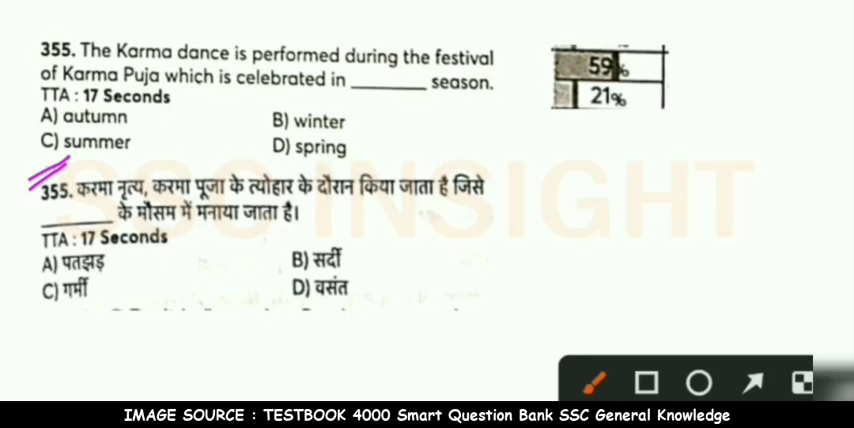 355. The Karma dance is performed during the festival
of Karma Puja which is celebrated in ________ season.
TTA : 17 Seconds
A) autumn B) winter
C) summer D) spring
59%
21%
355. करमा नृत्य, करमा पूजा के त्योहार के दौरान किया जाता है जिसे
________ के मौसम में मनाया जाता है।
TTA : 17 Seconds
A) पतझड़ B) सर्दी
C) गर्मी D) वसंत
SSC INSIGHT
IMAGE SOURCE : TESTBOOK 4000 Smart Question Bank SSC General Knowledge